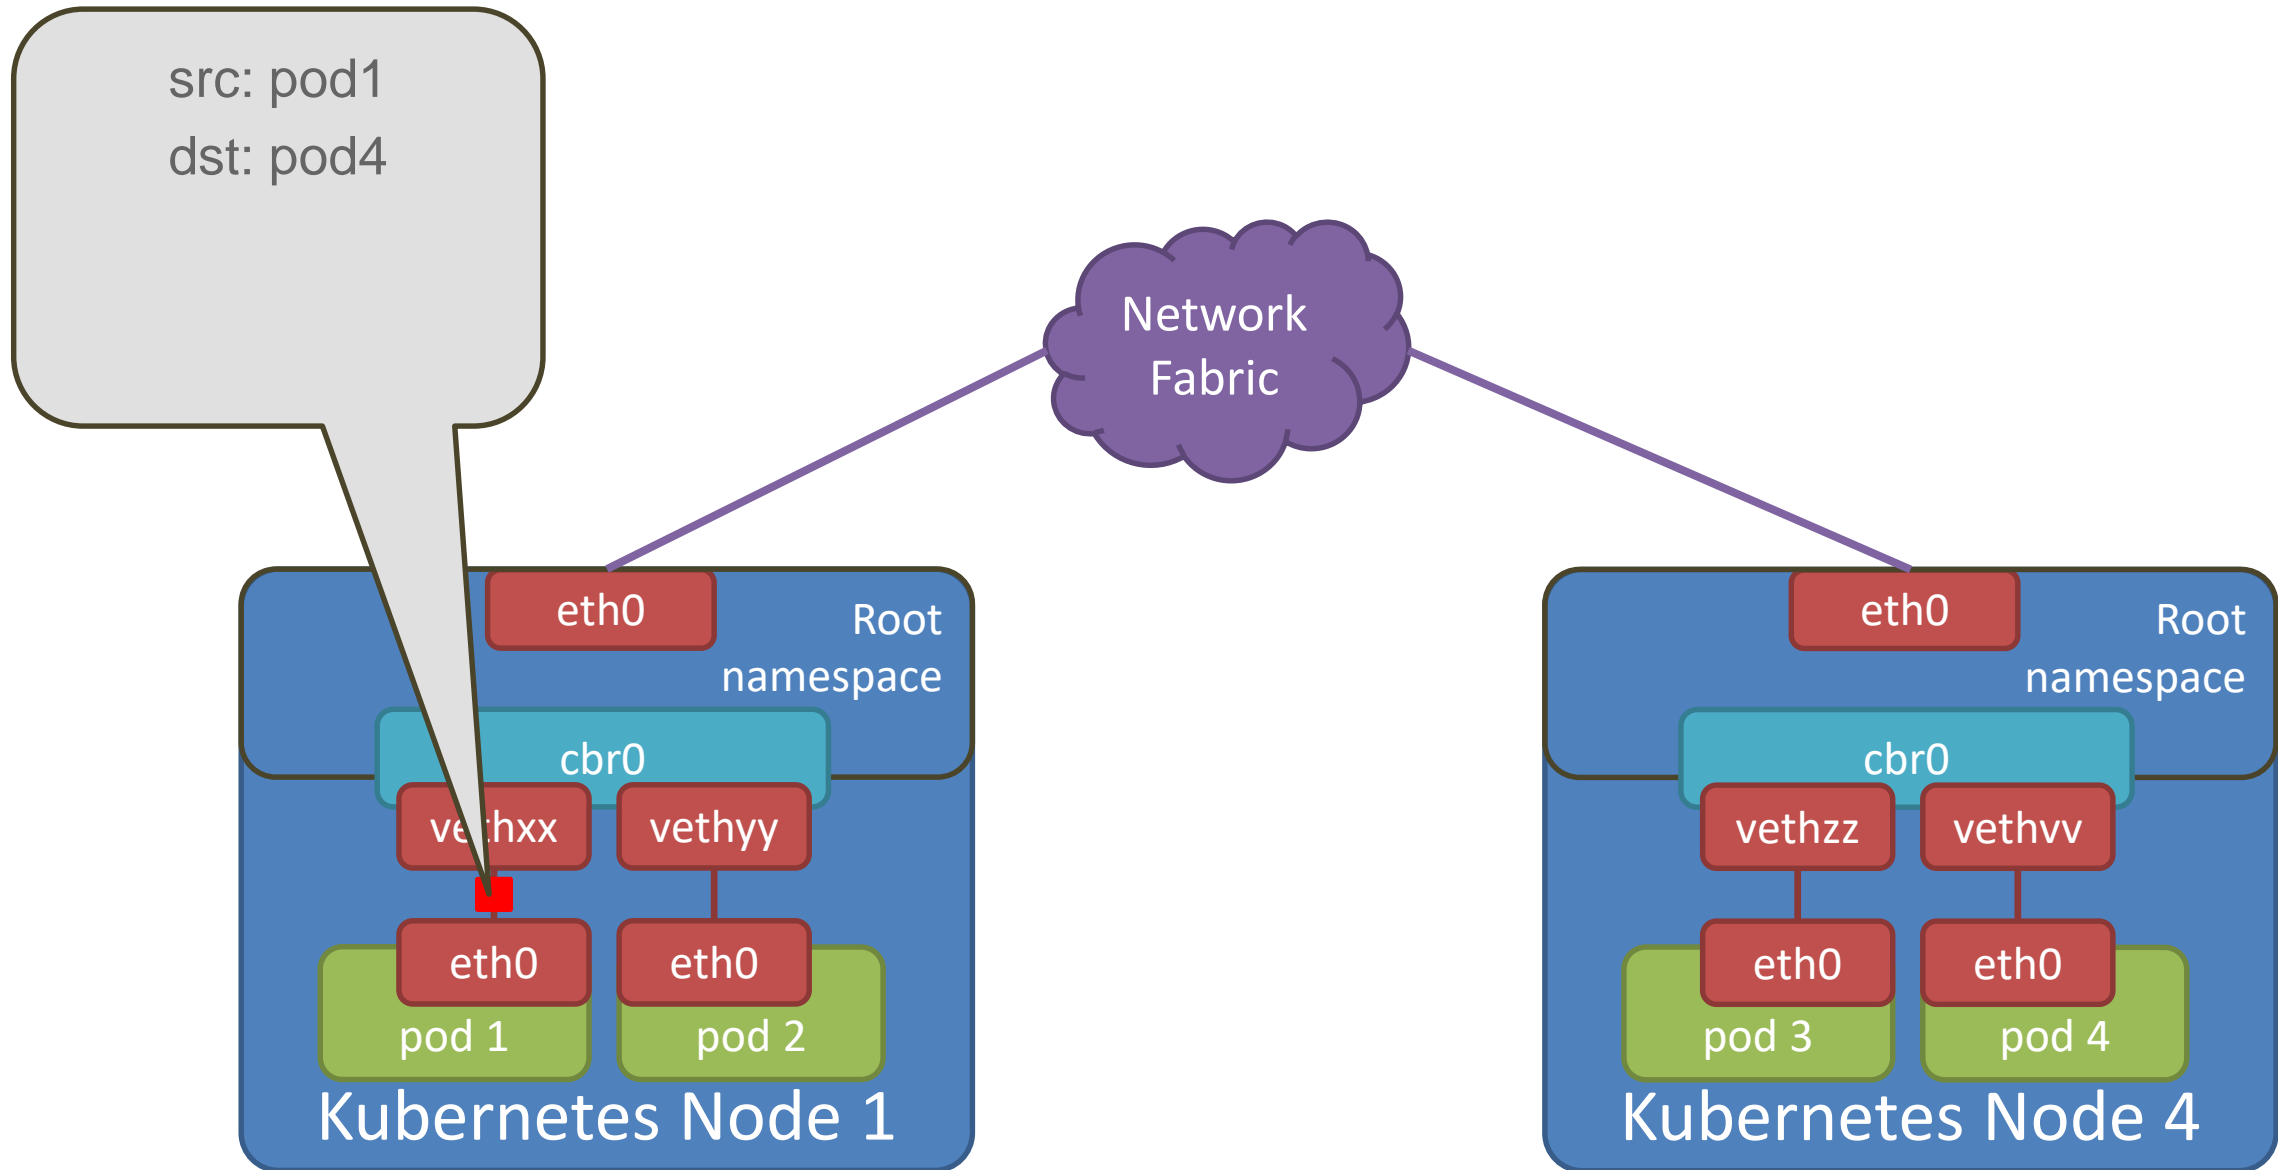 src: pod1
dst: pod4
Network
Fabric
eth0
Root
namespace
cbr0
vethxx
vethyy
eth0
eth0
pod 1
pod 2
Kubernetes Node 1
eth0
Root
namespace
cbr0
vethzz
vethvv
eth0
eth0
pod 3
pod 4
Kubernetes Node 4